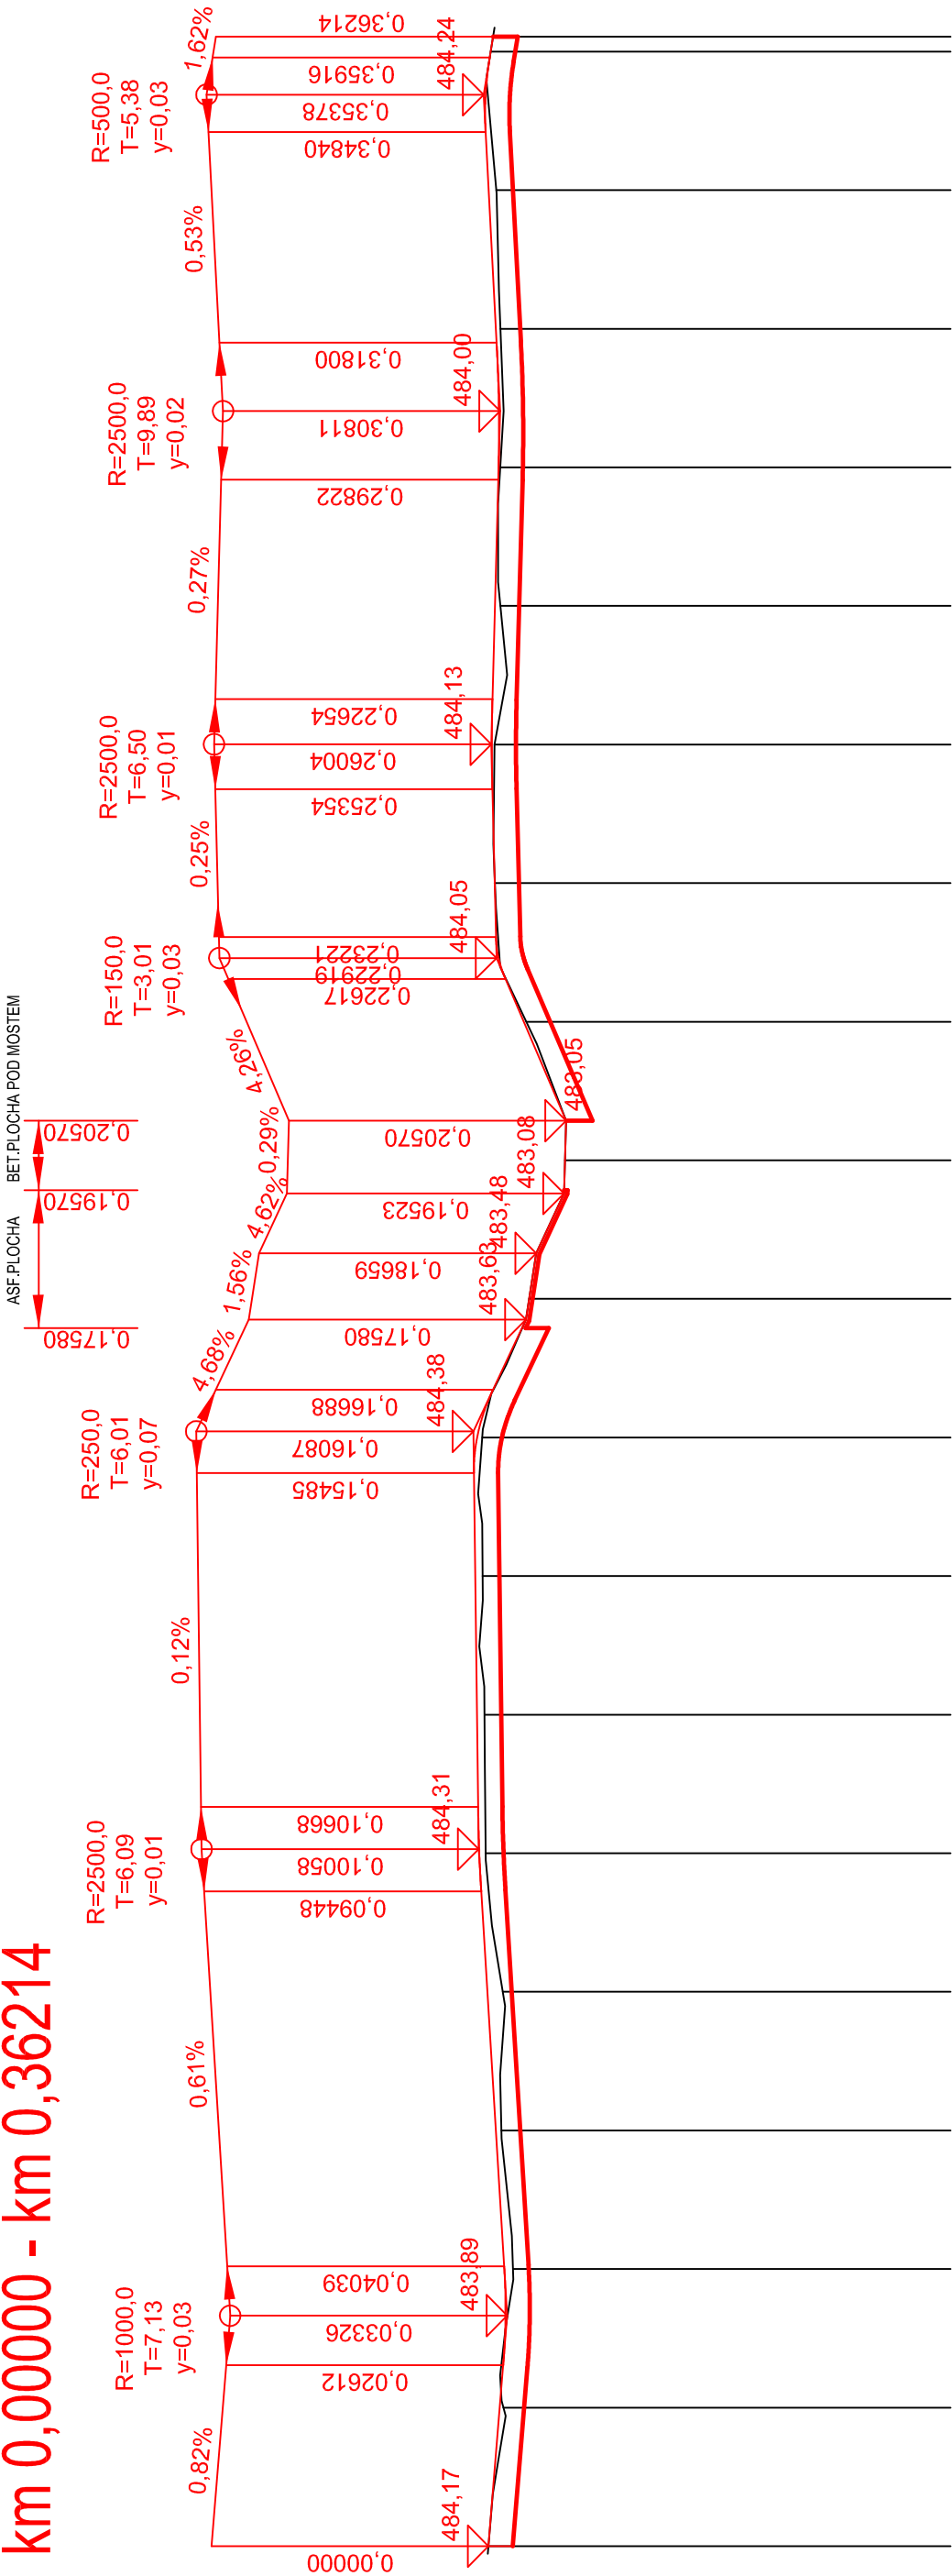 km 0,00000 - km 0,36214
ASF.PLOCHA
BET.PLOCHA POD MOSTEM
0,17580
0,19570
0,20570
R=1000,0
T=7,13
y=0,03
R=2500,0
T=6,09
y=0,01
R=250,0
T=6,01
y=0,07
R=150,0
T=3,01
y=0,03
R=2500,0
T=6,50
y=0,01
R=2500,0
T=9,89
y=0,02
R=500,0
T=5,38
y=0,03
0,82%
0,61%
0,12%
4,68%
1,56%
4,62%
0,29%
4,26%
0,25%
0,27%
0,53%
1,62%
0,00000
0,02612
0,03326
0,04039
0,09448
0,10058
0,10668
0,15485
0,16087
0,16688
0,17580
0,18659
0,19523
0,20570
0,22617
0,22919
0,23221
0,25354
0,26004
0,22654
0,29822
0,30811
0,31800
0,34840
0,35378
0,35916
0,36214
484,17
483,89
484,31
484,38
483,63
483,48
483,08
483,05
484,05
484,13
484,00
484,24